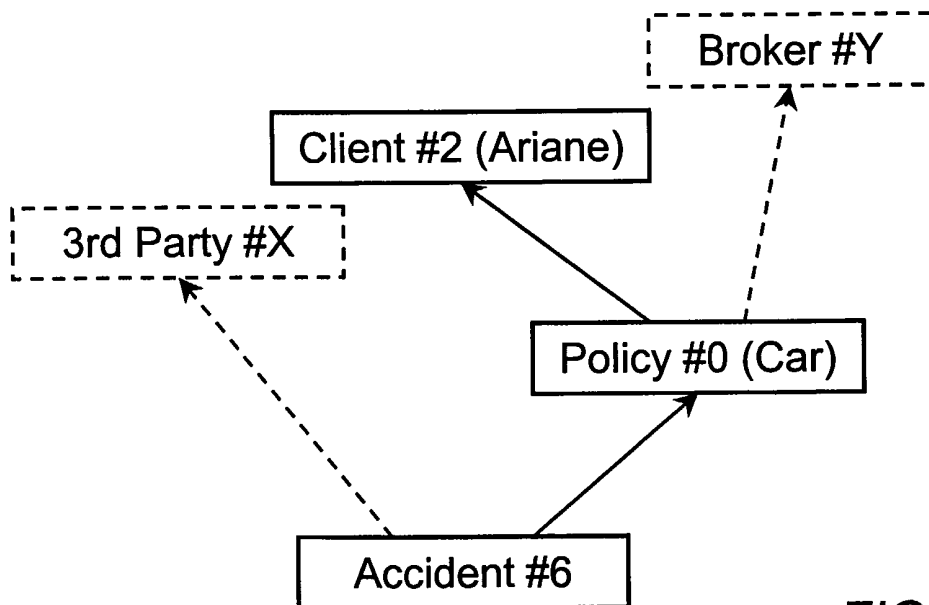 Broker #Y
Client #2 (Ariane)
3rd Party #X
Policy #0 (Car)
Accident #6